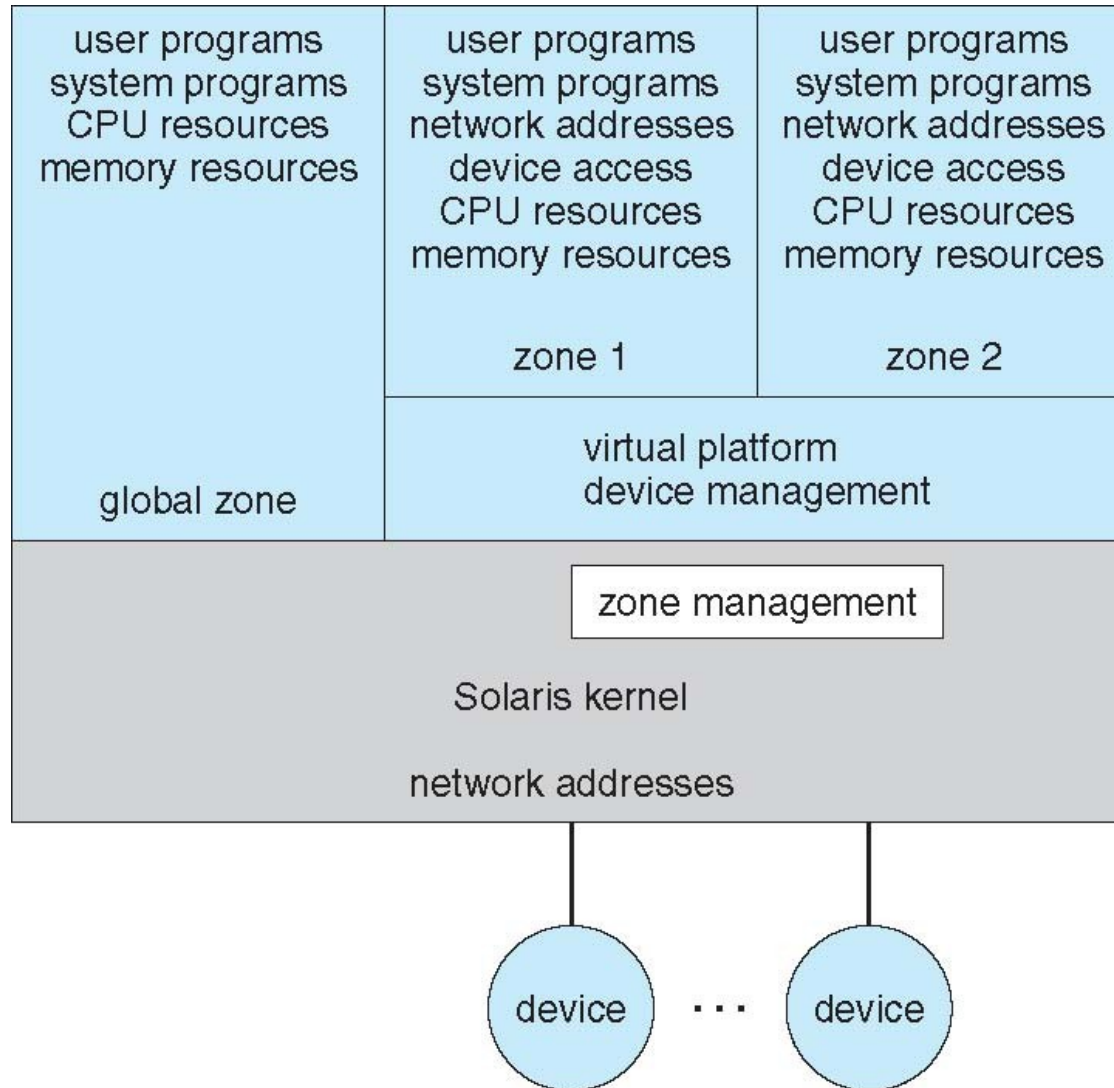 user programs
system programs
CPU resources
memory resources
global zone
user programs
system programs
network addresses
device access
CPU resources
memory resources
zone 1
user programs
system programs
network addresses
device access
CPU resources
memory resources
zone 2
virtual platform
device management
zone management
Solaris kernel
network addresses
device
...
device